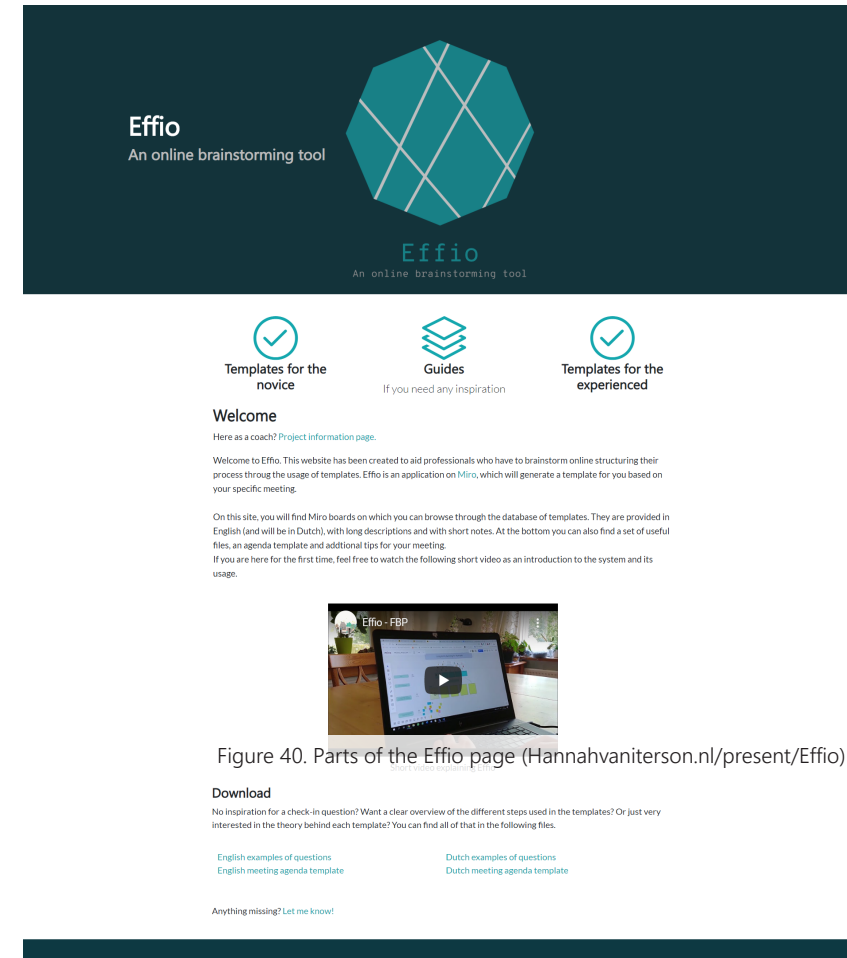 Effio
An online brainstorming tool
Effio
An online brainstorming tool
Templates for the
novice
Guides
If you need any inspiration
Templates for the
experienced
Welcome
Here as a coach? Project information page.
Welcome to Effio. This website has been created to aid professionals who have to brainstorm online structuring their
process throug the usage of templates. Effio is an application on Miro, which will generate a template for you based on
your specific meeting.
On this site, you will find Miro boards on which you can browse through the database of templates. They are provided in
English (and will be in Dutch), with long descriptions and with short notes. At the bottom you can also find a set of useful
files, an agenda template and addtional tips for your meeting.
If you are here for the first time, feel free to watch the following short video as an introduction to the system and its
usage.
Effio - FBP
Figure 40. Parts of the Effio page (Hannahvaniterson.nl/present/Effio)
Short video explaining Effio
Download
No inspiration for a check-in question? Want a clear overview of the different steps used in the templates? Or just very
interested in the theory behind each template? You can find all of that in the following files.
English examples of questions
English meeting agenda template
Dutch examples of questions
Dutch meeting agenda template
Anything missing? Let me know!